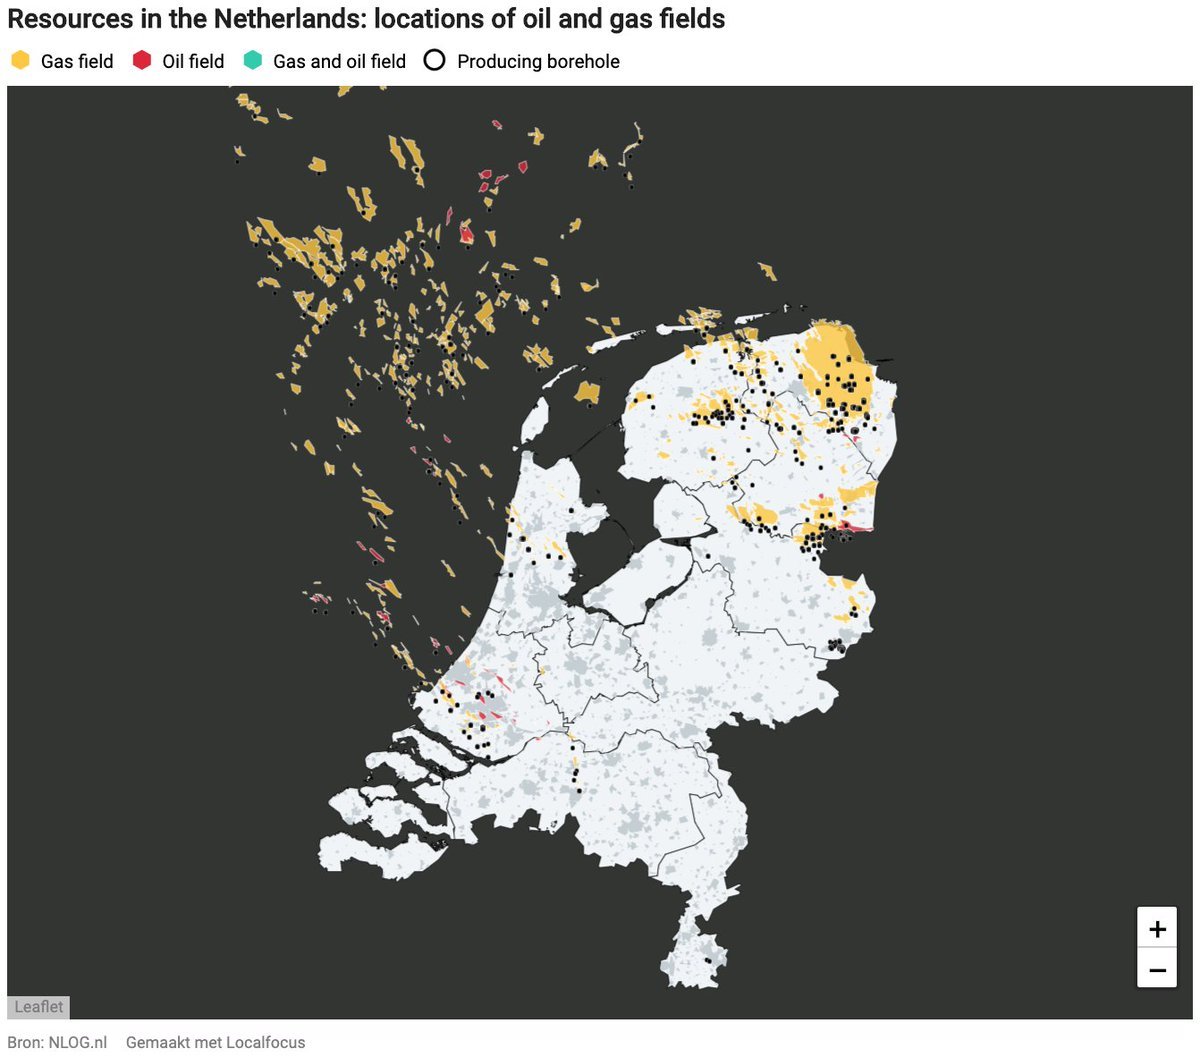 Resources in the Netherlands: locations of oil and gas fields
Gas field Oil field Gas and oil field Producing borehole
+
−
Leaflet
Bron: NLOG.nl Gemaakt met Localfocus